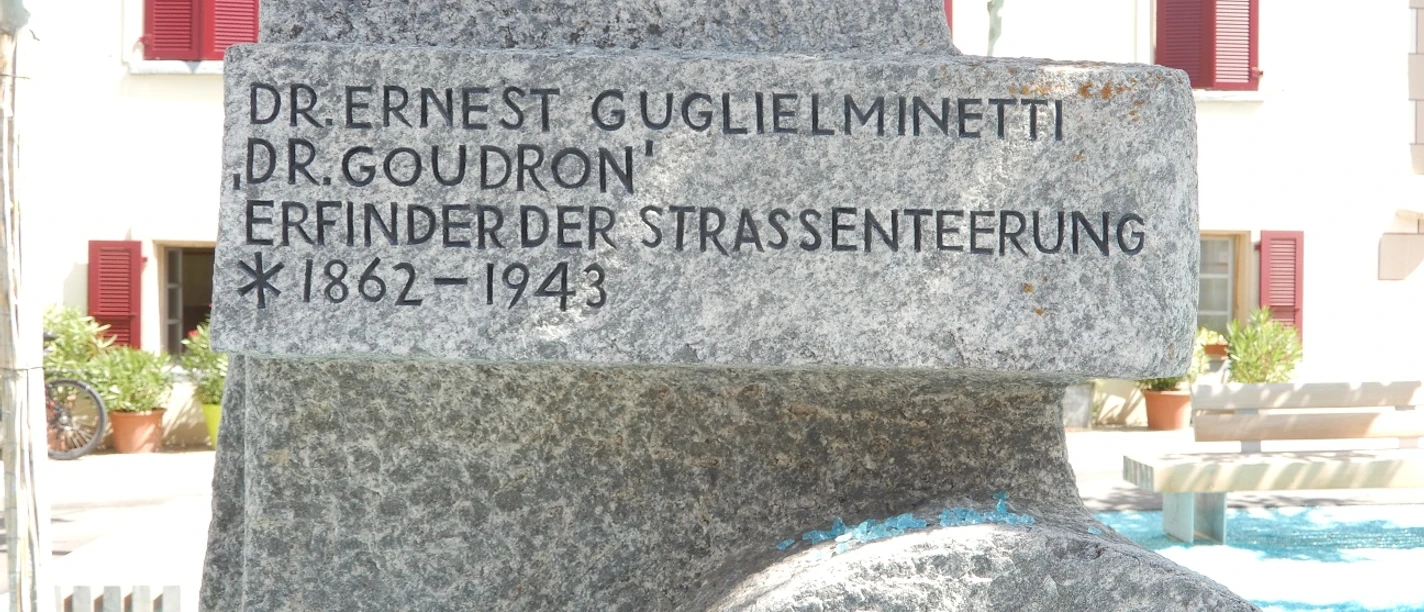 DR. ERNEST GUGLIELMINETTI
‚DR. GOUDRON'
ERFINDER DER STRASSENTEERUNG
* 1862 – 1943